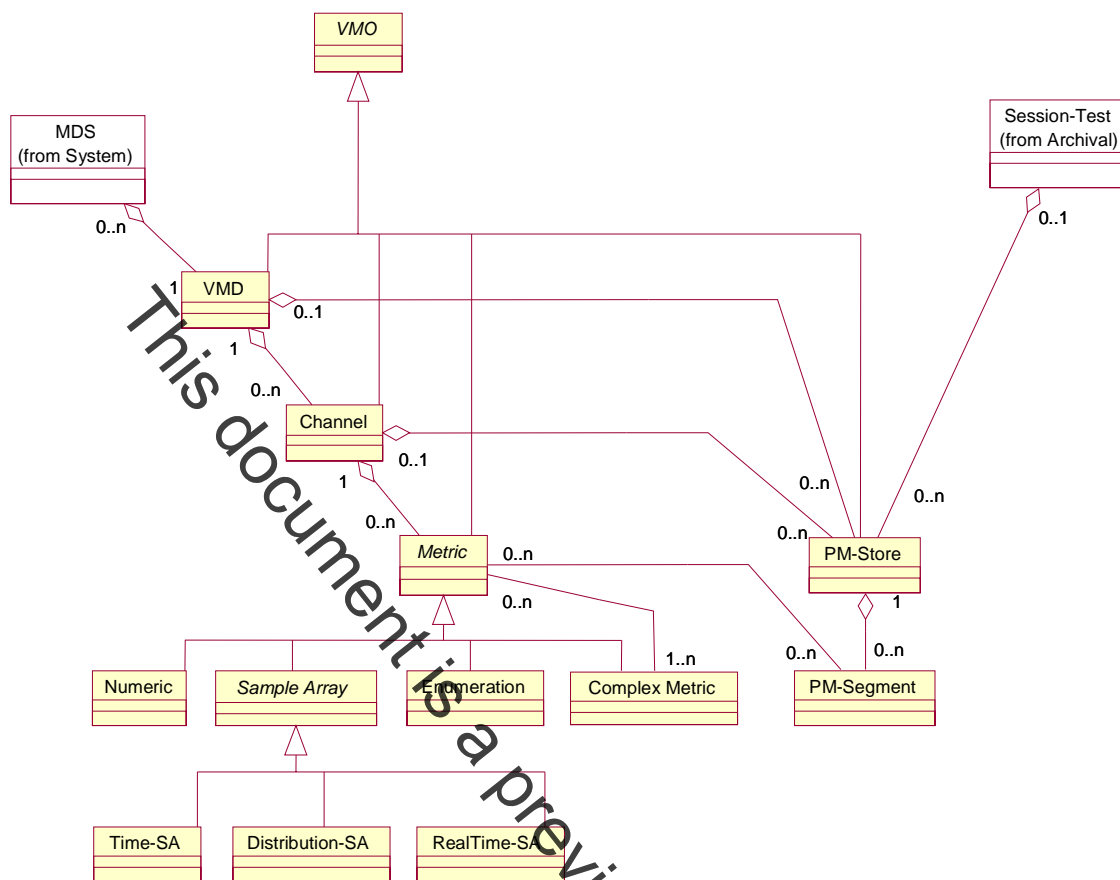 VMO
MDS
(from System)
Session-Test
(from Archival)
0..n
0..1
1
VMD
0..1
1
0..n
Channel
0..1
1
0..n
0..n
0..n
0..n
Metric
0..n
PM-Store
0..n
1
1..n
0..n
0..n
Numeric
Sample Array
Enumeration
Complex Metric
PM-Segment
Time-SA
Distribution-SA
RealTime-SA
This document is a previ